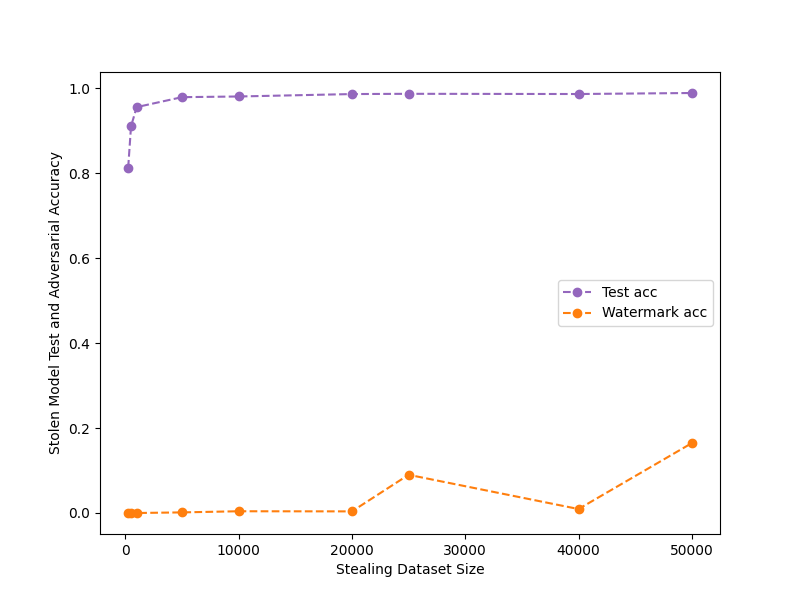 1.0
0.8
0.6
0.4
0.2
0.0
Stolen Model Test and Adversarial Accuracy
Test acc
Watermark acc
0 10000 20000 30000 40000 50000
Stealing Dataset Size